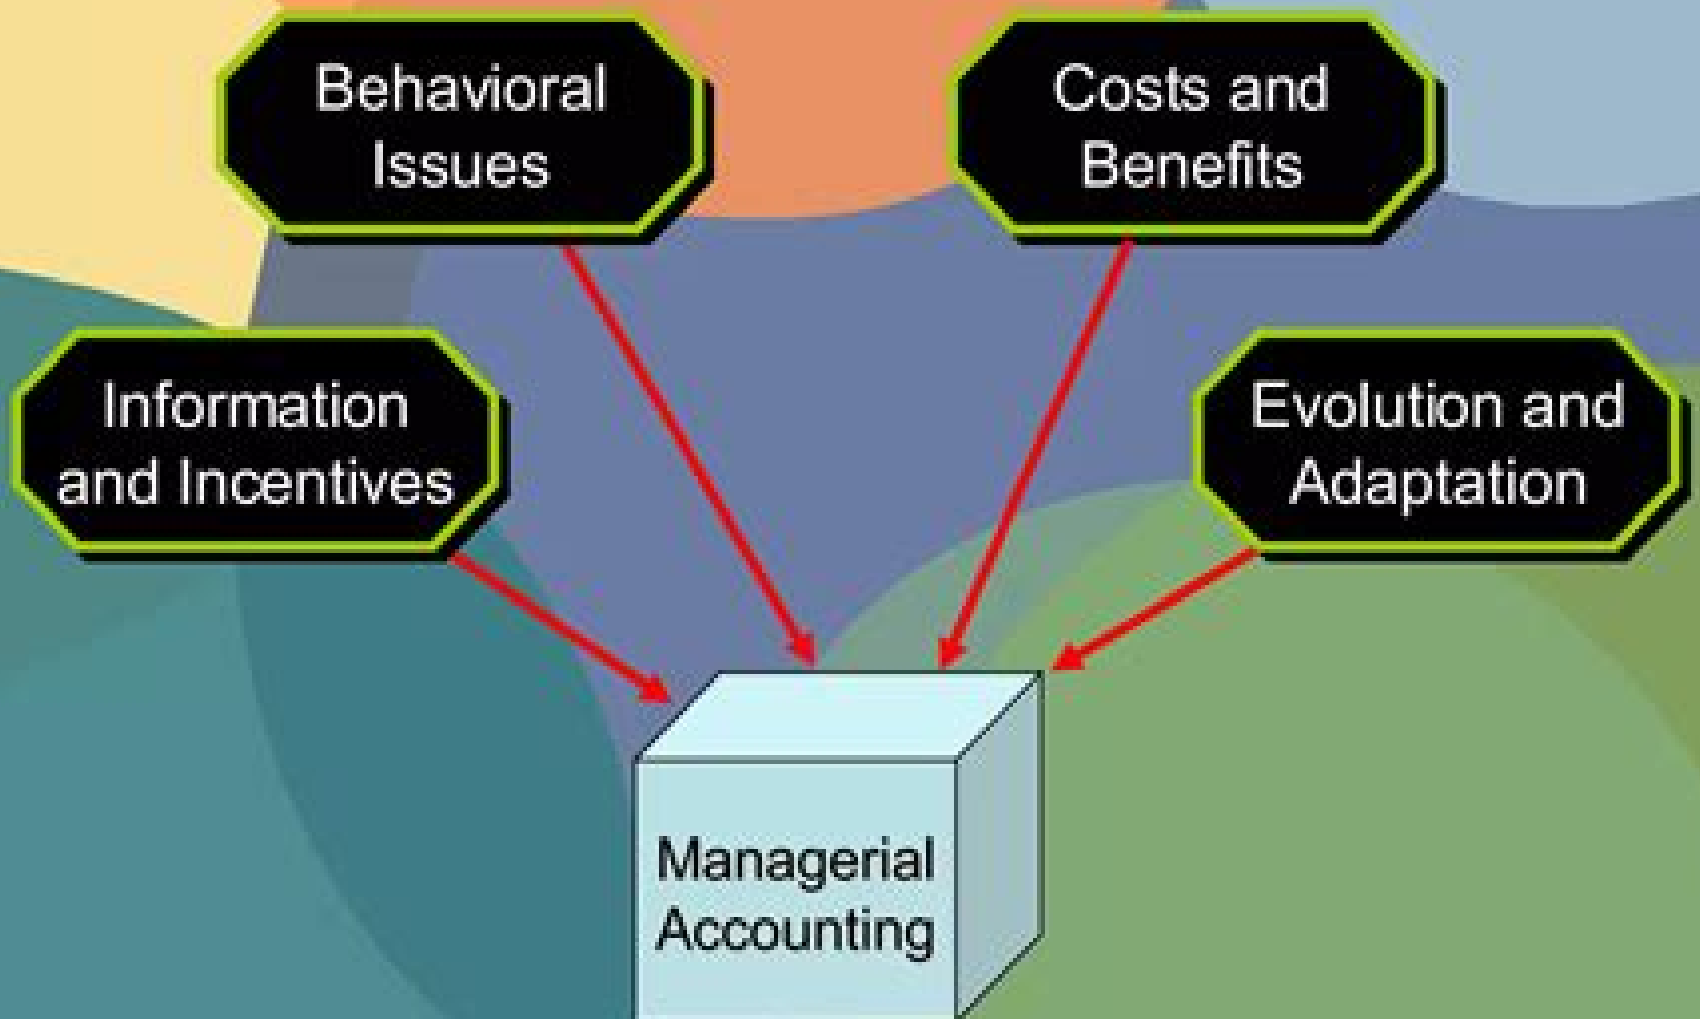 Behavioral
Issues
Costs and
Benefits
Information
and Incentives
Evolution and
Adaptation
Managerial
Accounting